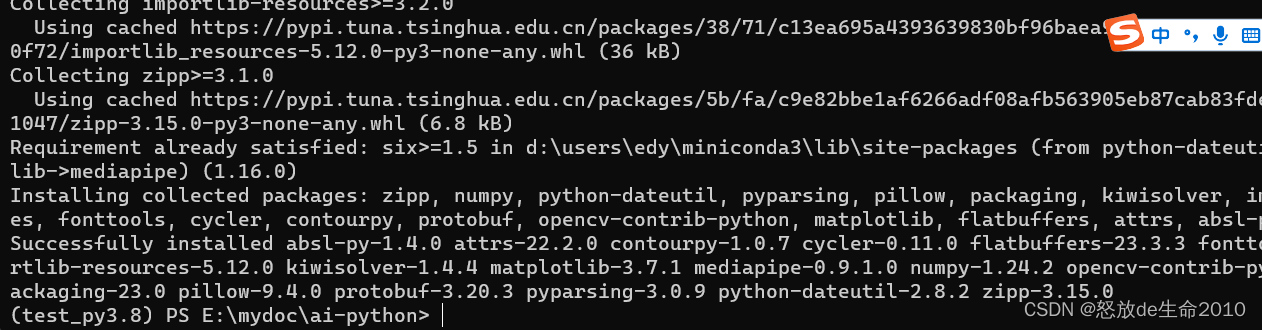 Collecting importlib-resources>=3.2.0
Using cached https://pypi.tuna.tsinghua.edu.cn/packages/38/71/c13ea695a4393639830bf96baea
0f72/importlib_resources-5.12.0-py3-none-any.whl (36 kB)
中
Collecting zipp>=3.1.0
Using cached https://pypi.tuna.tsinghua.edu.cn/packages/5b/fa/c9e82bbe1af6266adf08afb563905eb87cab83fde
1047/zipp-3.15.0-py3-none-any.whl (6.8 kB)
Requirement already satisfied: six>=1.5 in d:\users\edy\miniconda3\lib\site-packages (from python-dateuti
lib->mediapipe) (1.16.0)
Installing collected packages: zipp, numpy, python-dateutil, pyparsing, pillow, packaging, kiwisolver, i
es, fonttools, cycler, contourpy, protobuf, opencv-contrib-python, matplotlib, flatbuffers, attrs, absl-p
Successfully installed absl-py-1.4.0 attrs-22.2.0 contourpy-1.0.7 cycler-0.11.0 flatbuffers-23.3.3 fontto
rtlib-resources-5.12.0 kiwisolver-1.4.4 matplotlib-3.7.1 mediapipe-0.9.1.0 numpy-1.24.2 opencv-contrib-py
ackaging-23.0 pillow-9.4.0 protobuf-3.20.3 pyparsing-3.0.9 python-dateutil-2.8.2 zipp-3.15.0
(test_py3.8) PS E:\mydoc\ai-python>
CSDN @怒放de生命2010